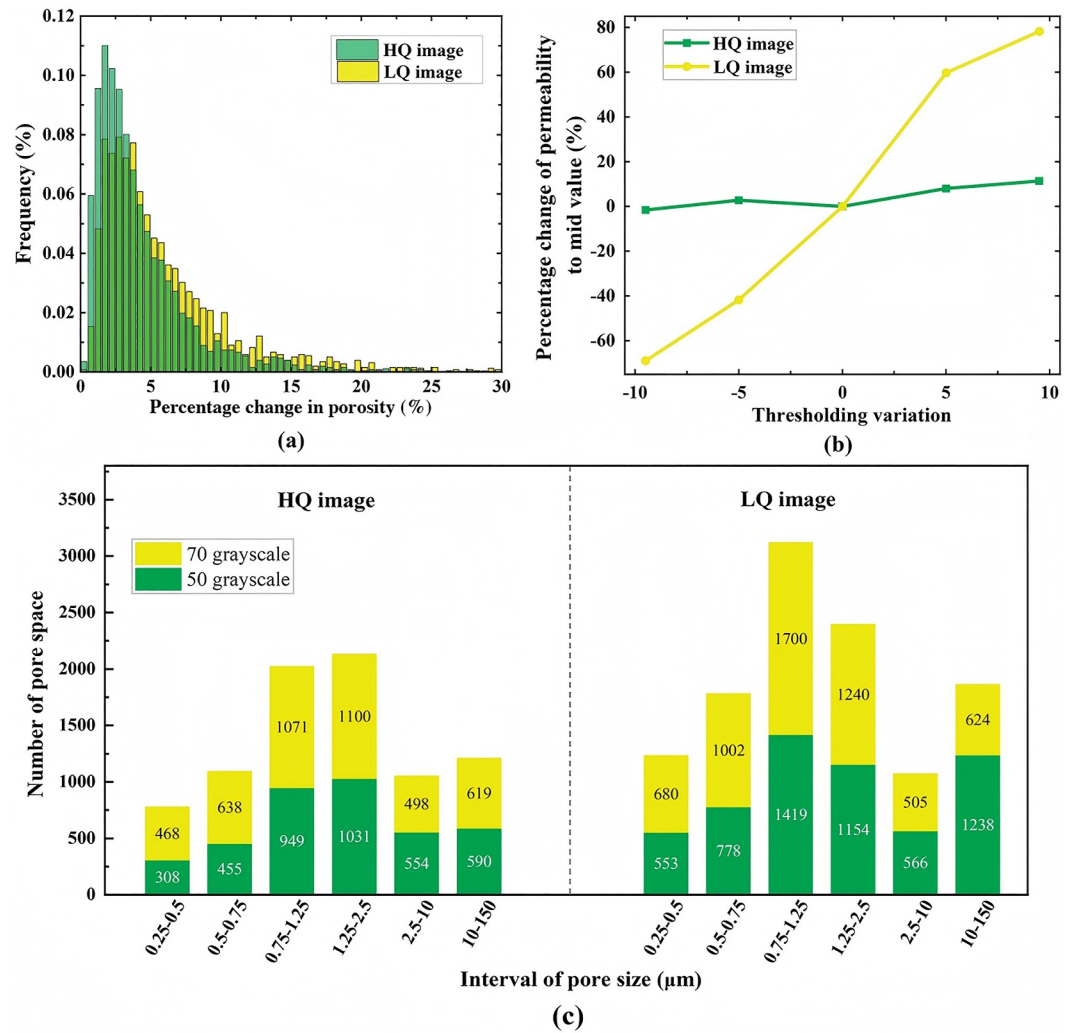 0.12
0.10
0.08
0.06
0.04
0.02
0.00
Frequency (%)
HQ image
LQ image
0 5 10 15 20 25 30
Percentage change in porosity (%)
(a)
80
60
40
20
0
-20
-40
-60
Percentage change of permeability
to mid value (%)
HQ image
LQ image
-10 -5 0 5 10
Thresholding variation
(b)
3500
3000
2500
2000
1500
1000
500
0
Number of pore space
HQ image
LQ image
70 grayscale
50 grayscale
468 638 1071 1100 498 619
308 455 949 1031 554 590
680 1002 1700 1240 505 624
553 778 1419 1154 566 1238
0.25-0.5 0.5-0.75 0.75-1.25 1.25-2.5 2.5-10 10-150
0.25-0.5 0.5-0.75 0.75-1.25 1.25-2.5 2.5-10 10-150
Interval of pore size (μm)
(c)